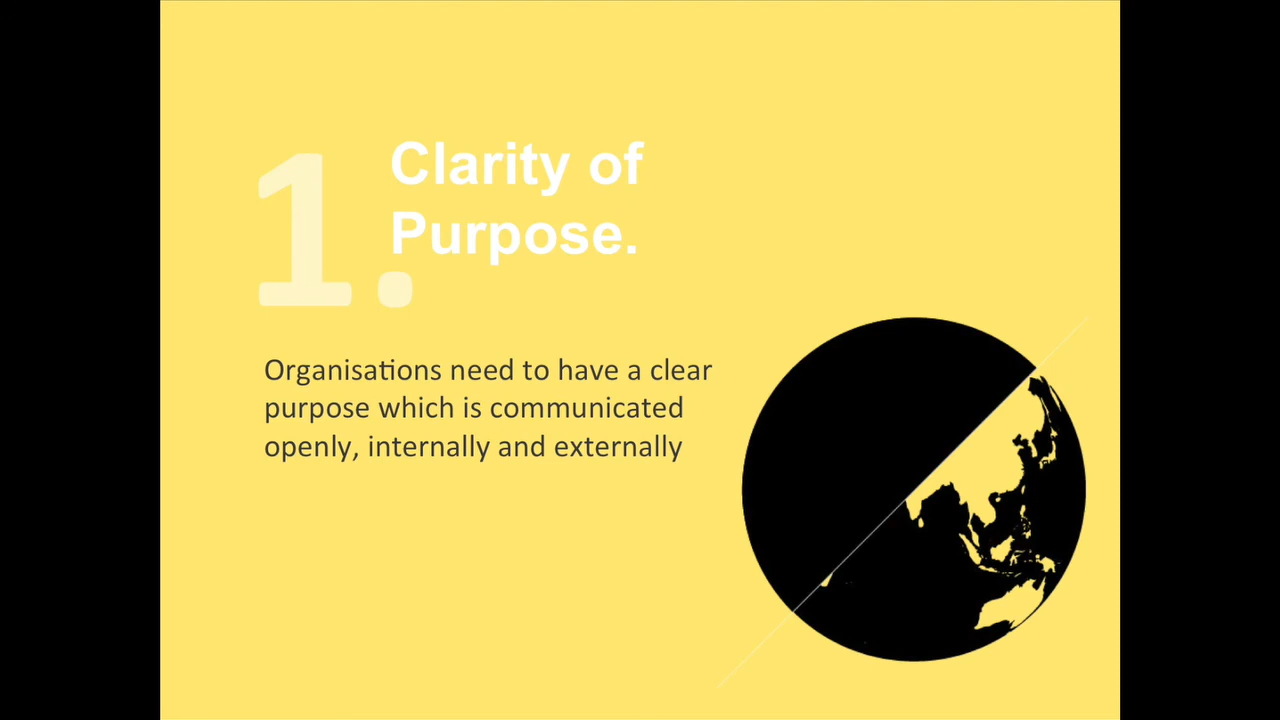 1.
Clarity of
Purpose.
Organisations need to have a clear
purpose which is communicated
openly, internally and externally